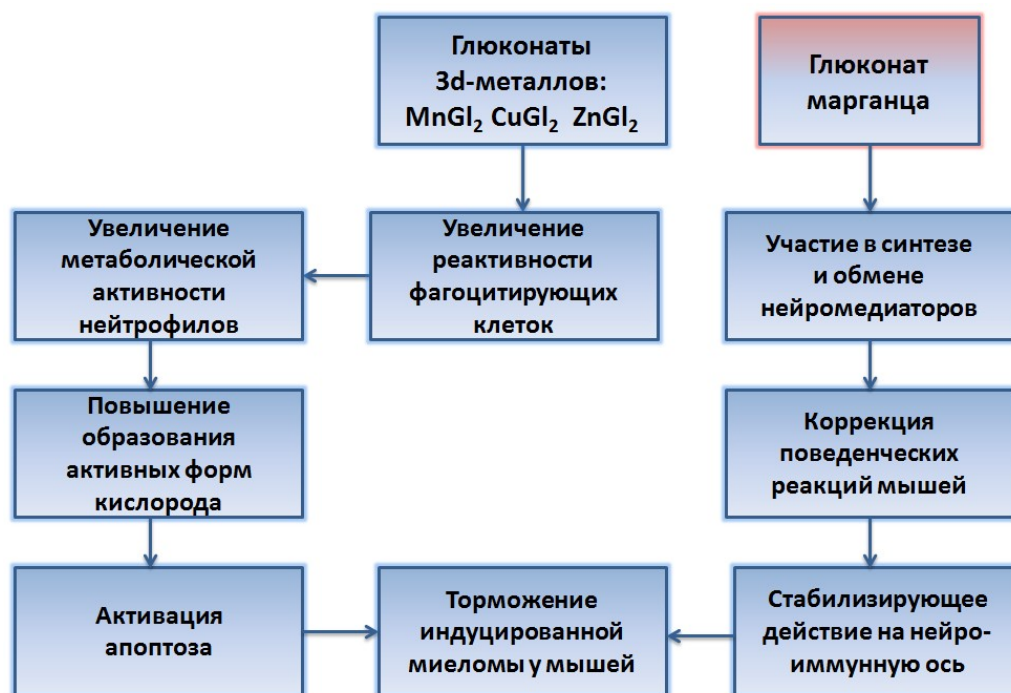 Глюконаты
3d-металлов:
MnGl₂ CuGl₂ ZnGl₂
Глюконат
марганца
Увеличение
метаболической
активности
нейтрофилов
Увеличение
реактивности
фагоцитирующих
клеток
Участие в синтезе
и обмене
нейромедиаторов
Повышение
образования
активных форм
кислорода
Коррекция
поведенческих
реакций мышей
Активация
апоптоза
Торможение
индуцированной
миеломы у мышей
Стабилизирующее
действие на нейро-
иммунную ось